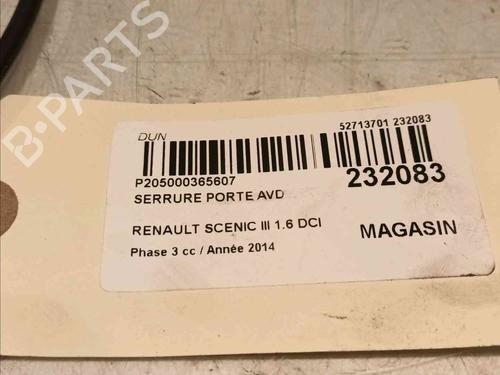 B-PARTS
DUN
52713701 232083
P205000365607
232083
SERRURE PORTE AVD
RENAULT SCENIC III 1.6 DCI
MAGASIN
Phase 3 cc / Année 2014